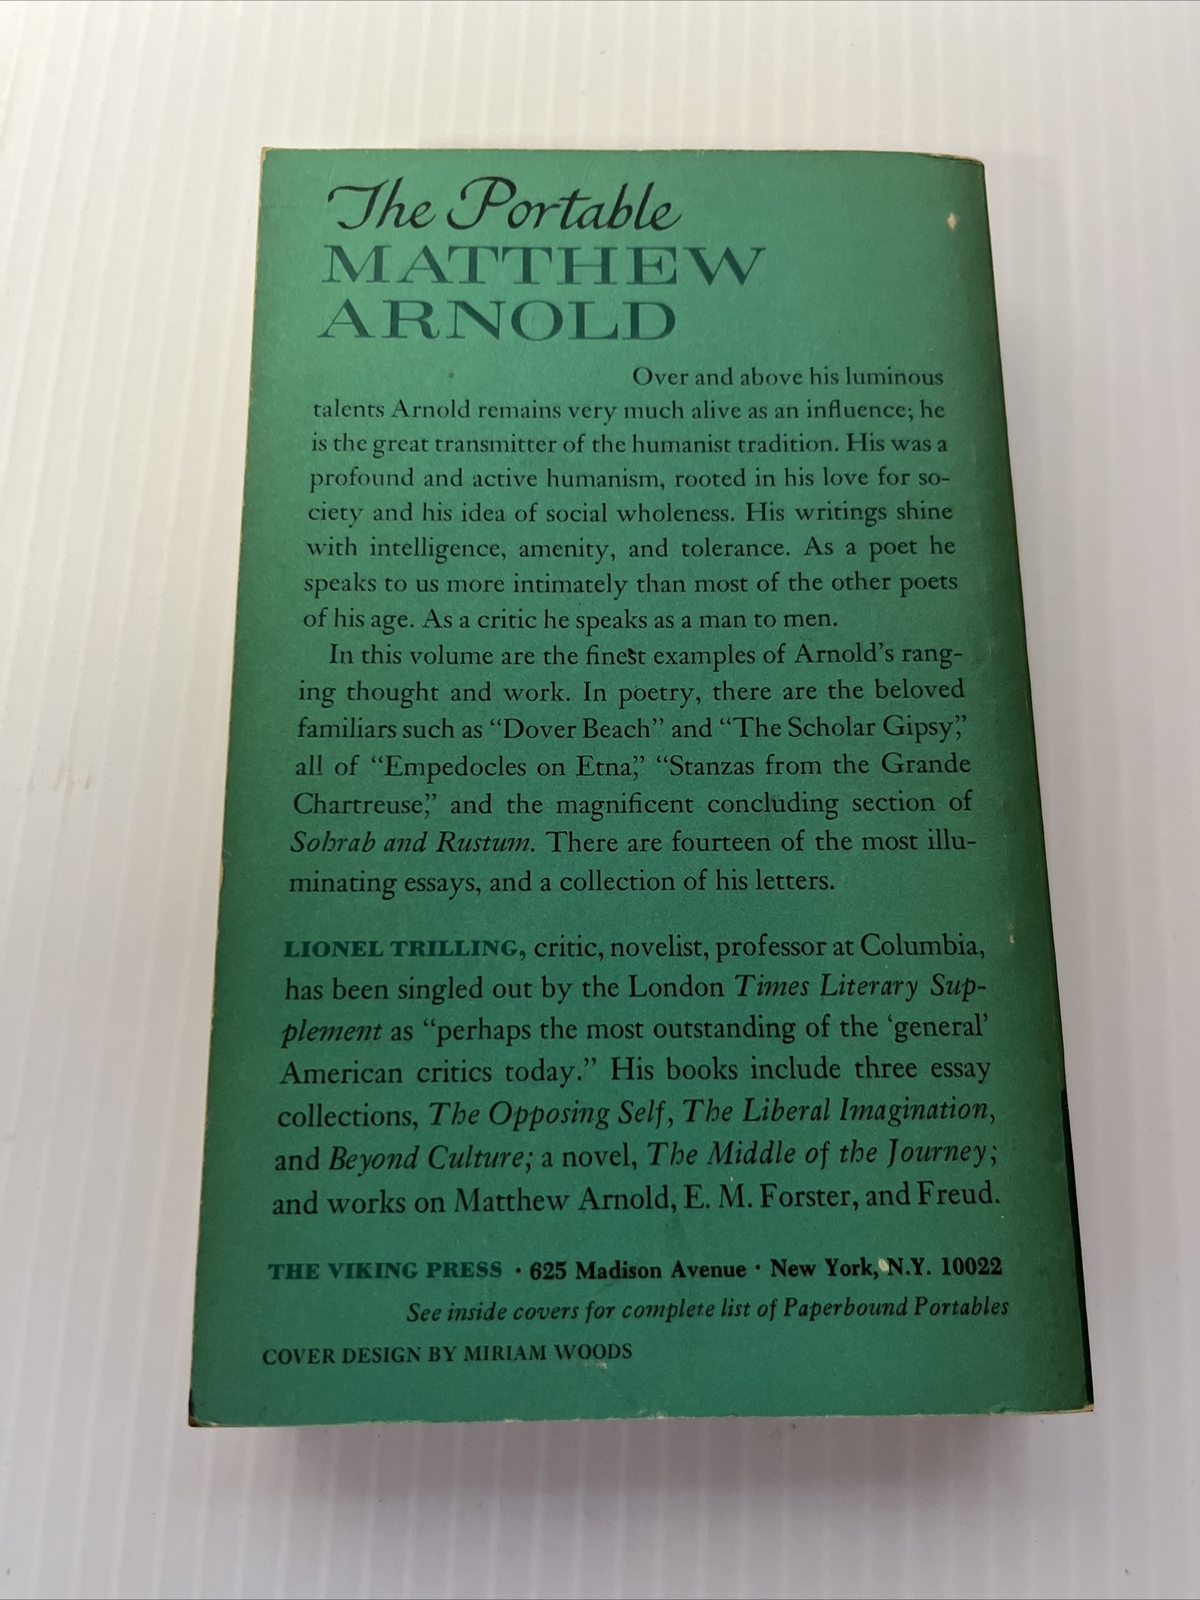 The Portable
MATTHEW
ARNOLD
Over and above his luminous
talents Arnold remains very much alive as an influence; he
is the great transmitter of the humanist tradition. His was a
profound and active humanism, rooted in his love for so-
ciety and his idea of social wholeness. His writings shine
with intelligence, amenity, and tolerance. As a poet he
speaks to us more intimately than most of the other poets
of his age. As a critic he speaks as a man to men.
In this volume are the finest examples of Arnold's rang-
ing thought and work. In poetry, there are the beloved
familiars such as “Dover Beach” and “The Scholar Gipsy,”
all of “Empedocles on Etna,” “Stanzas from the Grande
Chartreuse,” and the magnificent concluding section of
Sohrab and Rustum. There are fourteen of the most illu-
minating essays, and a collection of his letters.
LIONEL TRILLING, critic, novelist, professor at Columbia,
has been singled out by the London Times Literary Sup-
plement as “perhaps the most outstanding of the ‘general’
American critics today.” His books include three essay
collections, The Opposing Self, The Liberal Imagination,
and Beyond Culture; a novel, The Middle of the Journey;
and works on Matthew Arnold, E. M. Forster, and Freud.
THE VIKING PRESS · 625 Madison Avenue · New York, N.Y. 10022
See inside covers for complete list of Paperbound Portables
COVER DESIGN BY MIRIAM WOODS